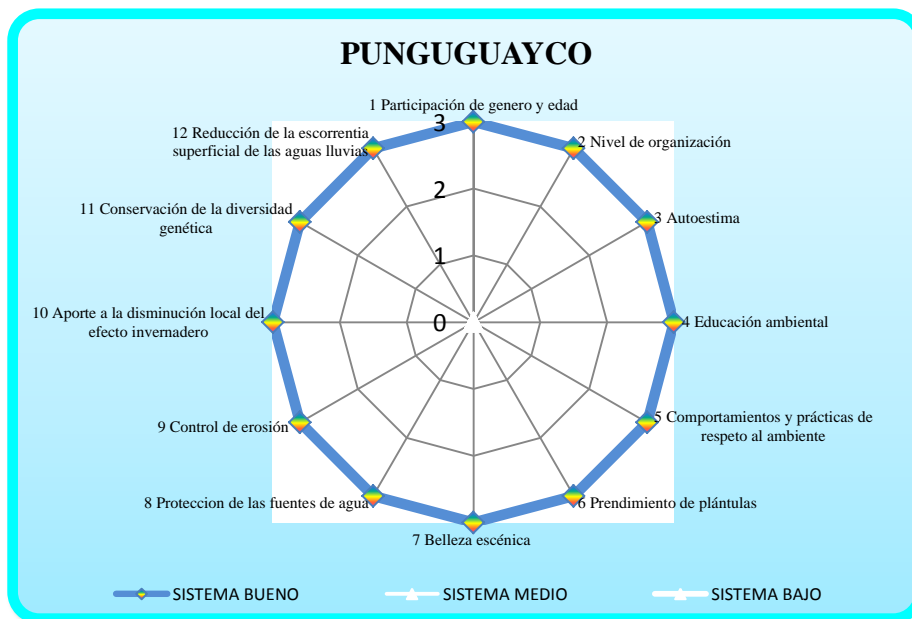 PUNGUGUAYCO
1 Participación de genero y edad
2 Nivel de organización
3 Autoestima
4 Educación ambiental
5 Comportamientos y prácticas de
respeto al ambiente
6 Prendimiento de plántulas
7 Belleza escénica
8 Proteccion de las fuentes de agua
9 Control de erosión
10 Aporte a la disminución local del
efecto invernadero
11 Conservación de la diversidad
genética
12 Reducción de la escorrentia
superficial de las aguas lluvias
3
2
1
0
SISTEMA BUENO
SISTEMA MEDIO
SISTEMA BAJO